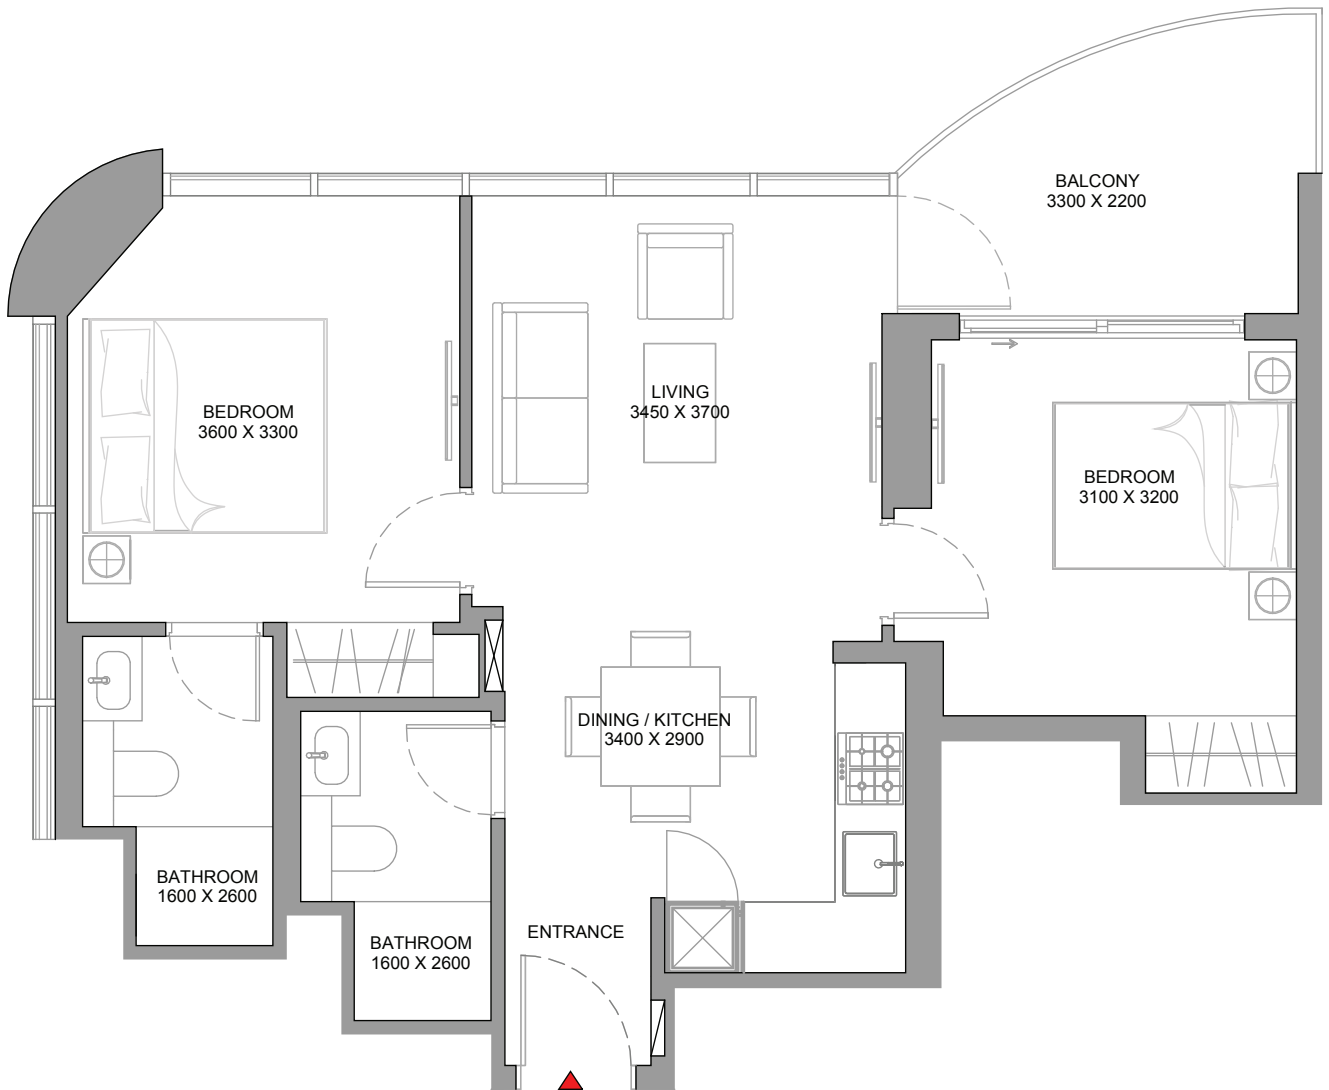 BALCONY
3300 X 2200
LIVING
3450 X 3700
BEDROOM
3600 X 3300
BEDROOM
3100 X 3200
DINING / KITCHEN
3400 X 2900
BATHROOM
1600 X 2600
ENTRANCE
BATHROOM
1600 X 2600